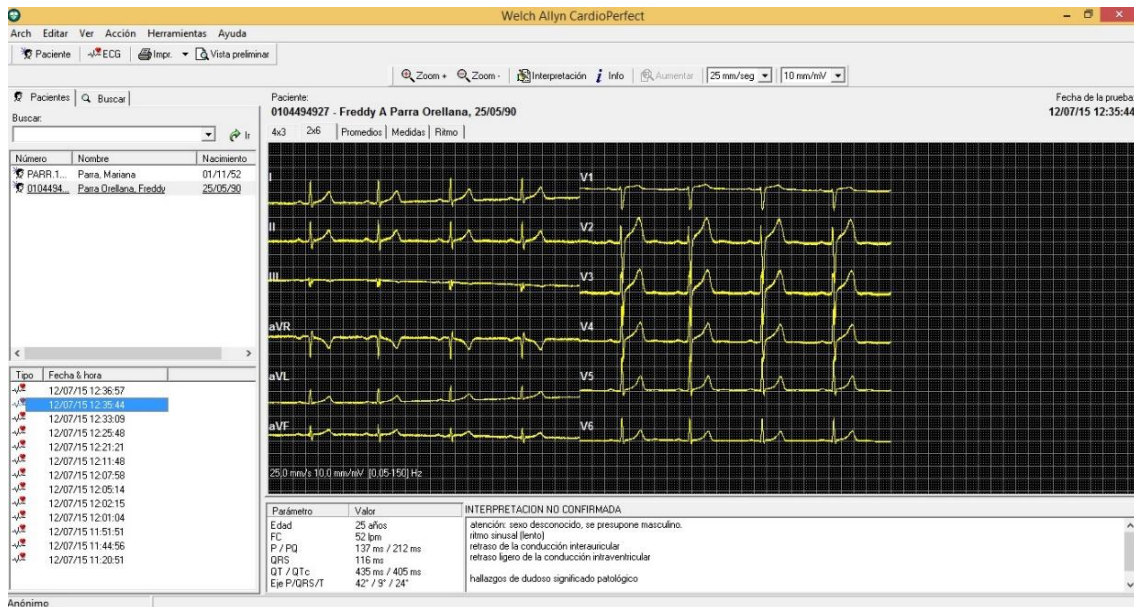 Welch Allyn CardioPerfect
Arch Editar Ver Acción Herramientas Ayuda
Paciente ECG Impr. Vista preliminar
Zoom + Zoom - Interpretación Info Aumentar 25 mm/seg 10 mm/mV
Pacientes Buscar
Buscar:
Ir
Número Nombre Nacimiento
PARR.1... Parra, Mariana 01/11/52
0104494... Parra Orellana, Freddy 25/05/90
Tipo Fecha & hora
12/07/15 12:36:57
12/07/15 12:35:44
12/07/15 12:33:09
12/07/15 12:25:48
12/07/15 12:21:21
12/07/15 12:11:48
12/07/15 12:07:58
12/07/15 12:05:14
12/07/15 12:02:15
12/07/15 12:01:04
12/07/15 11:51:51
12/07/15 11:44:56
12/07/15 11:20:51
Paciente:
0104494927 - Freddy A Parra Orellana, 25/05/90
Fecha de la prueba:
12/07/15 12:35:44
4x3 2x6 Promedios Medidas Ritmo
I V1
II V2
III V3
aVR V4
aVL V5
aVF V6
25,0 mm/s 10,0 mm/mV [0,05-150] Hz
Parámetro Valor
Edad 25 años
FC 52 lpm
P / PQ 137 ms / 212 ms
QRS 116 ms
QT / QTc 435 ms / 405 ms
Eje P/QRS/T 42° / 9° / 24°
INTERPRETACION NO CONFIRMADA
atención: sexo desconocido, se presupone masculino.
ritmo sinusal (lento)
retraso de la conducción interauricular
retraso ligero de la conducción intraventricular
hallazgos de dudoso significado patológico
Anónimo